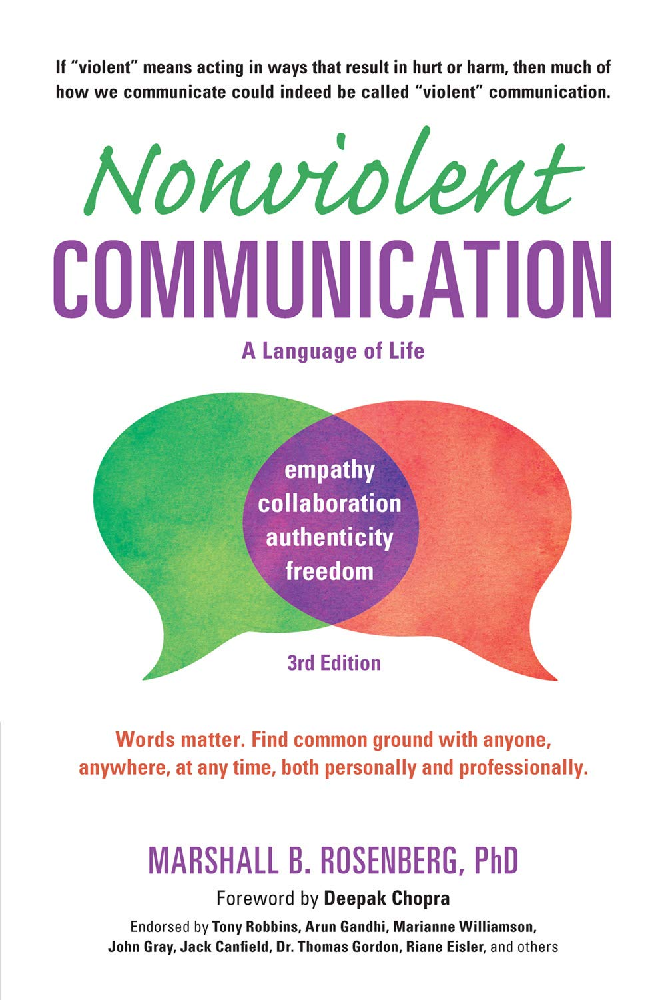 If “violent” means acting in ways that result in hurt or harm, then much of
how we communicate could indeed be called “violent” communication.
Nonviolent
COMMUNICATION
A Language of Life
empathy
collaboration
authenticity
freedom
3rd Edition
Words matter. Find common ground with anyone,
anywhere, at any time, both personally and professionally.
MARSHALL B. ROSENBERG, PhD
Foreword by Deepak Chopra
Endorsed by Tony Robbins, Arun Gandhi, Marianne Williamson,
John Gray, Jack Canfield, Dr. Thomas Gordon, Riane Eisler, and others